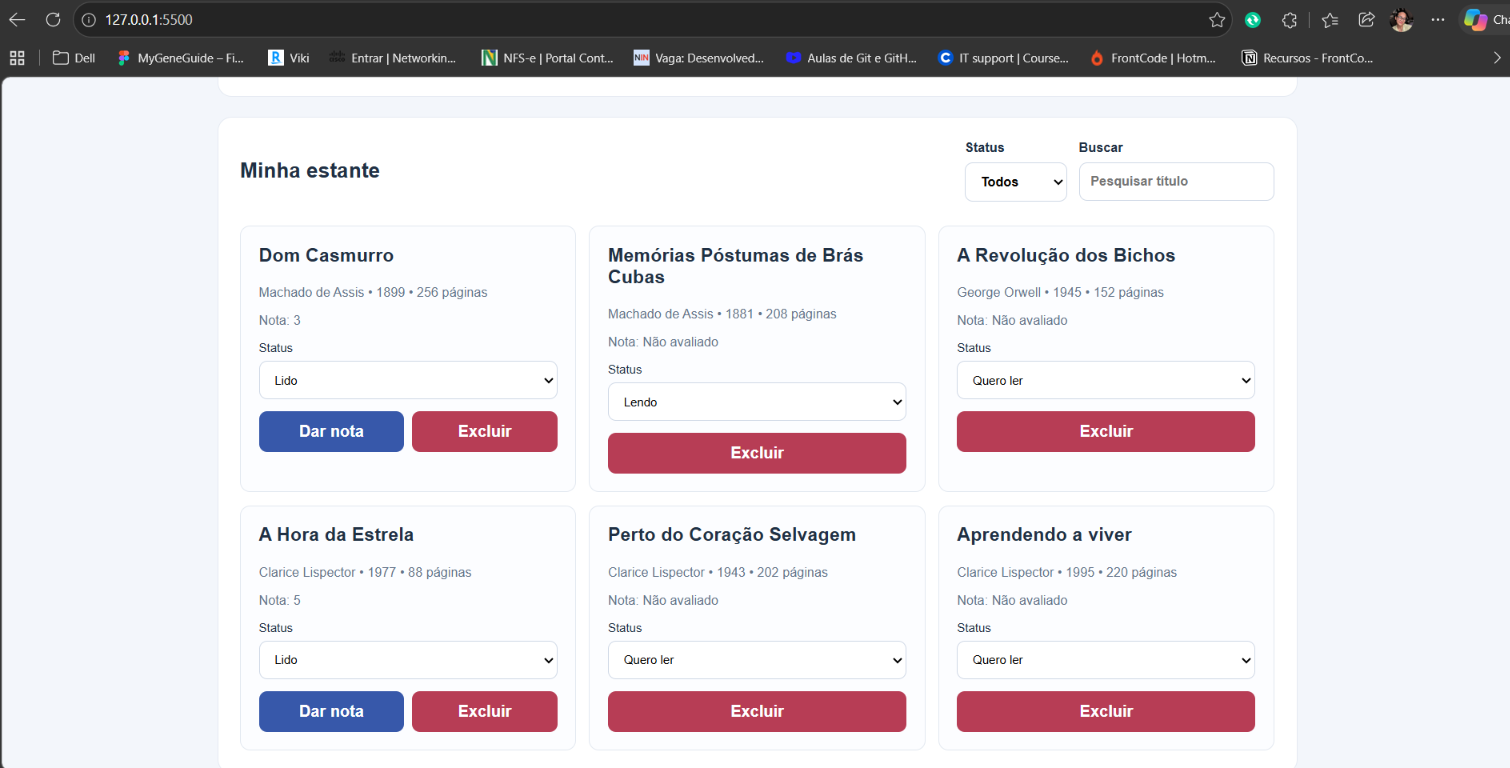 127.0.0.1:5500
Cha
Dell
MyGeneGuide – Fi...
Viki
Entrar | Networkin...
NFS-e | Portal Cont...
Vaga: Desenvolved...
Aulas de Git e GitH...
IT support | Course...
FrontCode | Hotm...
Recursos - FrontCo...
Minha estante
Status
Todos
Buscar
Pesquisar título
Dom Casmurro
Machado de Assis • 1899 • 256 páginas
Nota: 3
Status
Lido
Dar nota
Excluir
Memórias Póstumas de Brás
Cubas
Machado de Assis • 1881 • 208 páginas
Nota: Não avaliado
Status
Lendo
Excluir
A Revolução dos Bichos
George Orwell • 1945 • 152 páginas
Nota: Não avaliado
Status
Quero ler
Excluir
A Hora da Estrela
Clarice Lispector • 1977 • 88 páginas
Nota: 5
Status
Lido
Dar nota
Excluir
Perto do Coração Selvagem
Clarice Lispector • 1943 • 202 páginas
Nota: Não avaliado
Status
Quero ler
Excluir
Aprendendo a viver
Clarice Lispector • 1995 • 220 páginas
Nota: Não avaliado
Status
Quero ler
Excluir